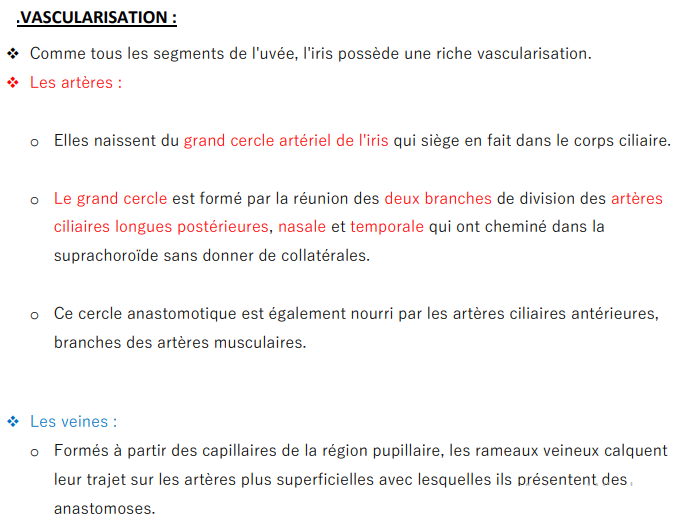 .VASCULARISATION :
❖ Comme tous les segments de l'uvée, l'iris possède une riche vascularisation.
❖ Les artères :
o Elles naissent du grand cercle artériel de l'iris qui siège en fait dans le corps ciliaire.
o Le grand cercle est formé par la réunion des deux branches de division des artères
ciliaires longues postérieures, nasale et temporale qui ont cheminé dans la
suprachoroïde sans donner de collatérales.
o Ce cercle anastomotique est également nourri par les artères ciliaires antérieures,
branches des artères musculaires.
❖ Les veines :
o Formés à partir des capillaires de la région pupillaire, les rameaux veineux calquent
leur trajet sur les artères plus superficielles avec lesquelles ils présentent des
anastomoses.